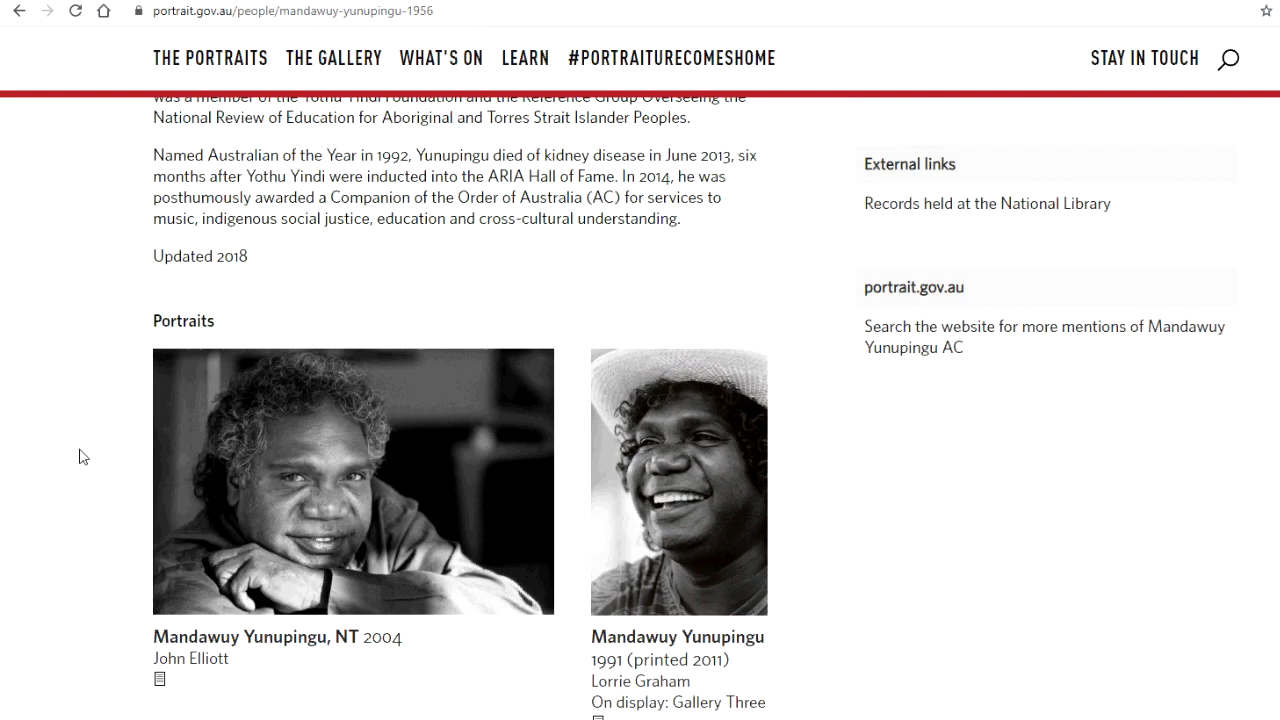 portrait.gov.au/people/mandawuy-yunupingu-1956
THE PORTRAITS THE GALLERY WHAT'S ON LEARN #PORTRAITURECOMESHOME STAY IN TOUCH
was a member of the Yothu Yindi Foundation and the Reference Group Overseeing the
National Review of Education for Aboriginal and Torres Strait Islander Peoples.
Named Australian of the Year in 1992, Yunupingu died of kidney disease in June 2013, six
months after Yothu Yindi were inducted into the ARIA Hall of Fame. In 2014, he was
posthumously awarded a Companion of the Order of Australia (AC) for services to
music, indigenous social justice, education and cross-cultural understanding.
Updated 2018
Portraits
Mandawuy Yunupingu, NT 2004
John Elliott
Mandawuy Yunupingu
1991 (printed 2011)
Lorrie Graham
On display: Gallery Three
External links
Records held at the National Library
portrait.gov.au
Search the website for more mentions of Mandawuy
Yunupingu AC